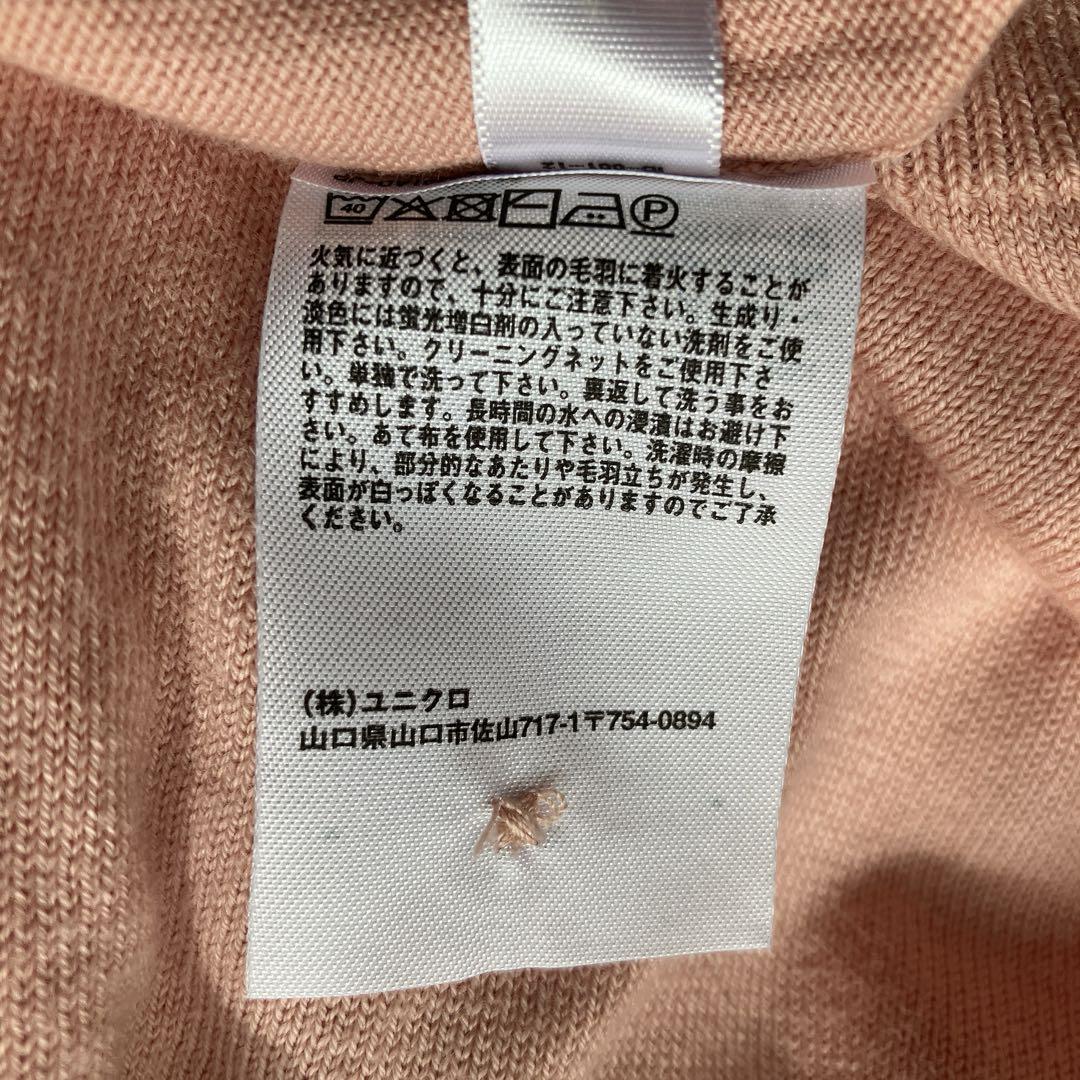 40 P
火気に近づくと、表面の毛羽に着火することが
ありますので、十分にご注意下さい。生成り・
淡色には蛍光増白剤の入っていない洗剤をご使
用下さい。クリーニングネットをご使用下さ
い。単独で洗って下さい。裏返して洗う事をお
すすめします。長時間の水への浸漬はお避け下
さい。あて布を使用して下さい。洗濯時の摩擦
により、部分的なあたりや毛羽立ちが発生し、
表面が白っぽくなることがありますのでご了承
ください。
(株)ユニクロ
山口県山口市佐山717-1〒754-0894